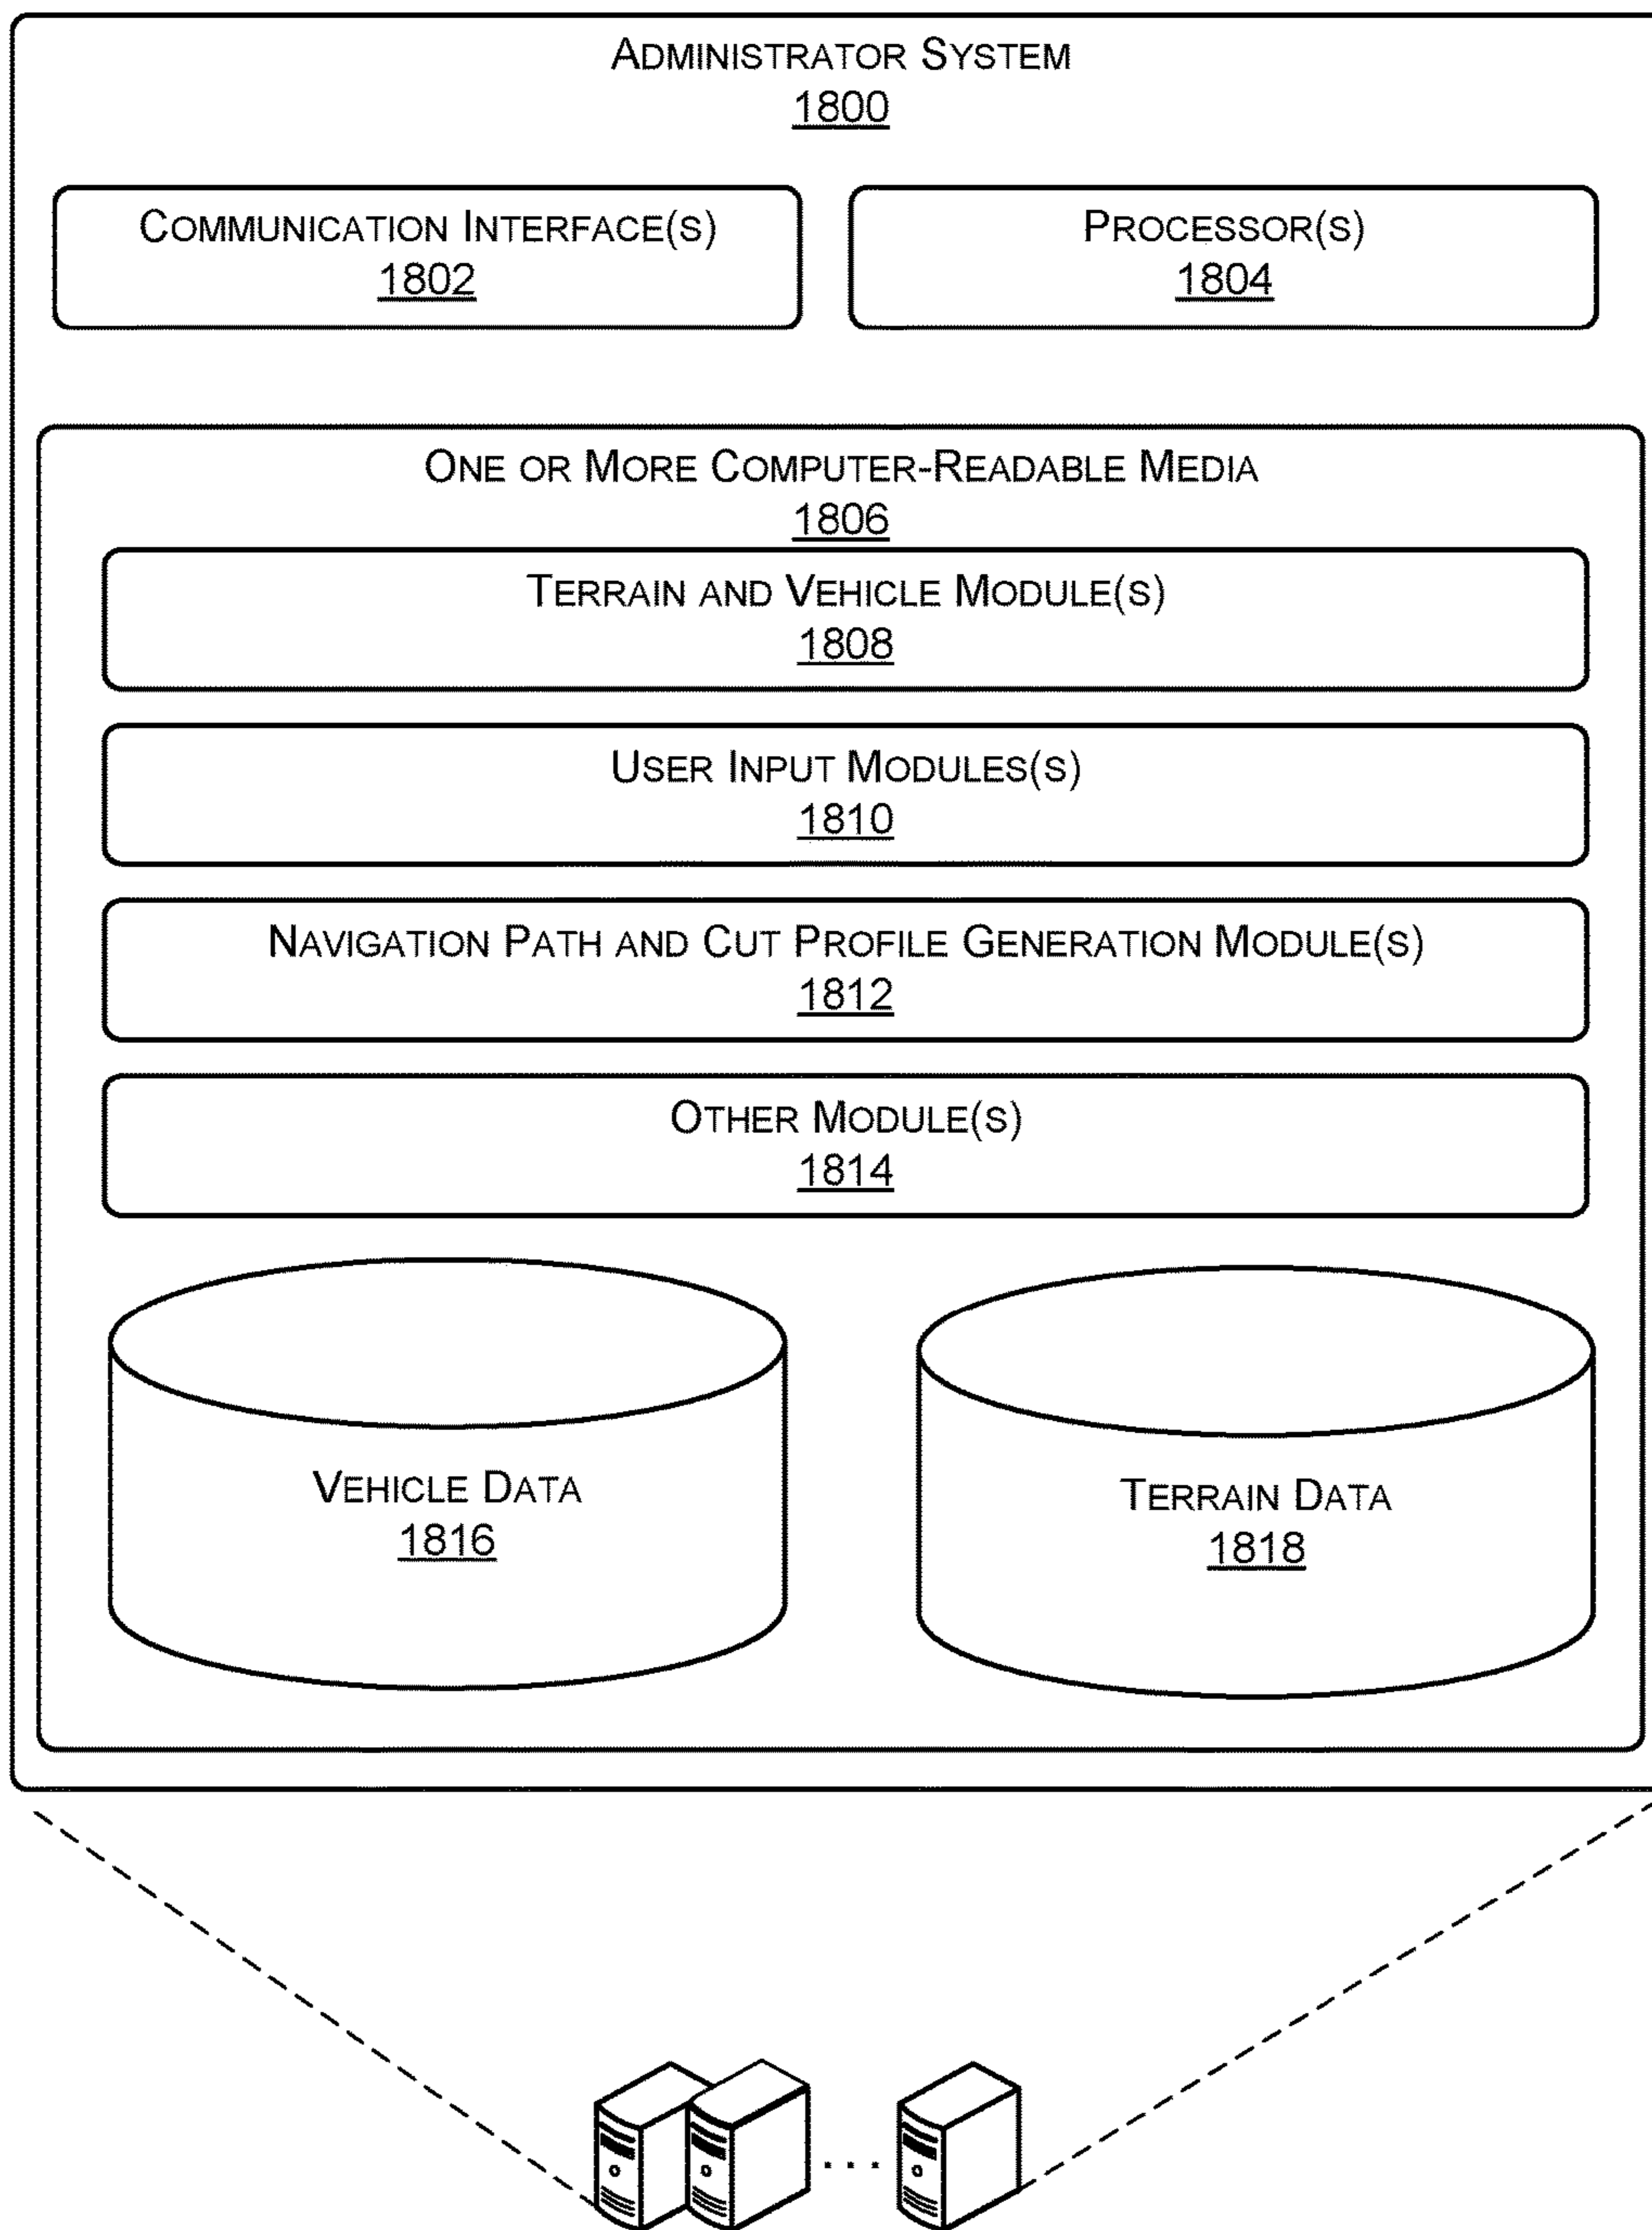 ADMINISTRATOR SYSTEM
1800
COMMUNICATION INTERFACE(S)
1802
PROCESSOR(S)
1804
ONE OR MORE COMPUTER-READABLE MEDIA
1806
TERRAIN AND VEHICLE MODULE(S)
1808
USER INPUT MODULES(S)
1810
NAVIGATION PATH AND CUT PROFILE GENERATION MODULE(S)
1812
OTHER MODULE(S)
1814
VEHICLE DATA
1816
TERRAIN DATA
1818
...